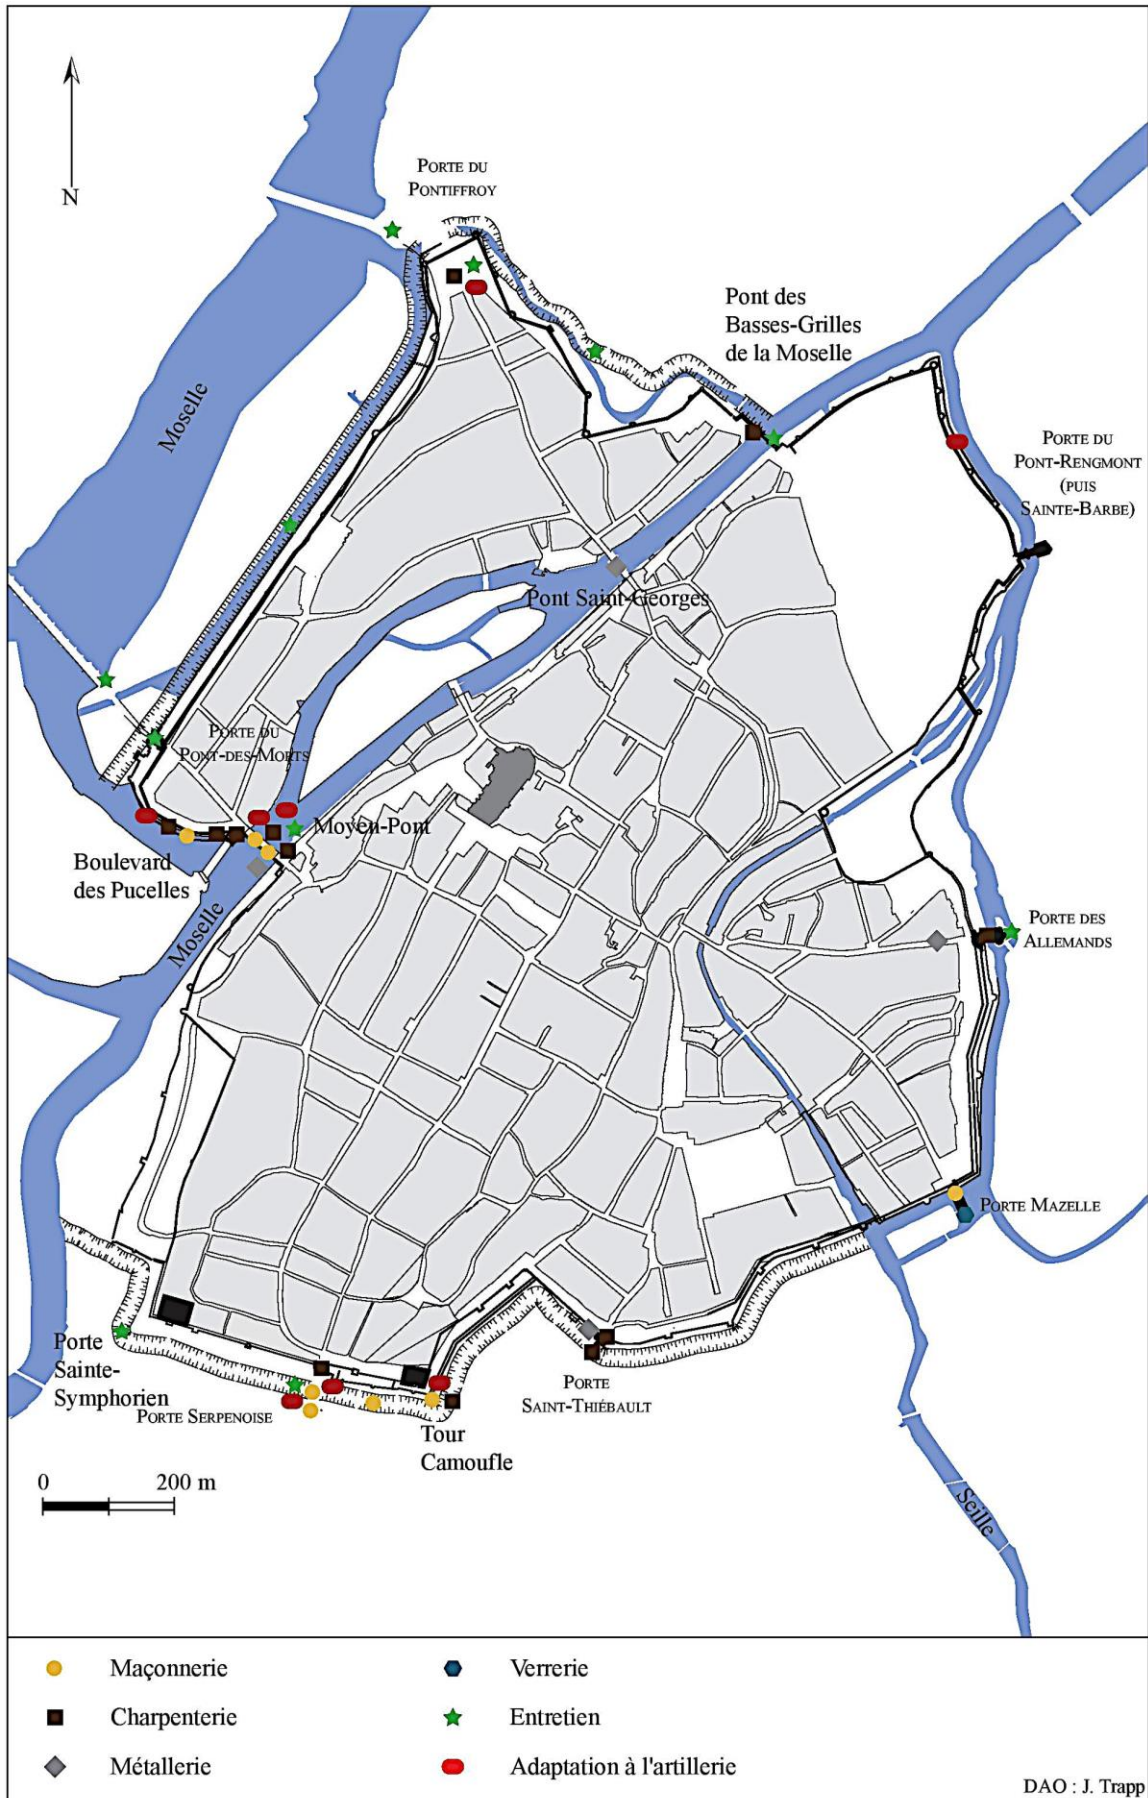 N
PORTE DU
PONTIFFROY
Pont des
Basses-Grilles
de la Moselle
Moselle
PORTE DU
PONT-RENGMONT
(PUIS
SAINTE-BARBE)
Pont Saint-Georges
PORTE DU
PONT-DES-MORTS
Moyen-Pont
Boulevard
des Pucelles
Moselle
PORTE DES
ALLEMANDS
PORTE MAZELLE
Porte
Sainte-
Symphorien
PORTE SERPENOISE
PORTE
SAINT-THIÉBAULT
Tour
Camoufle
0 200 m
Seille
Maçonnerie
Verrerie
Charpenterie
Entretien
Métallerie
Adaptation à l'artillerie
DAO : J. Trapp